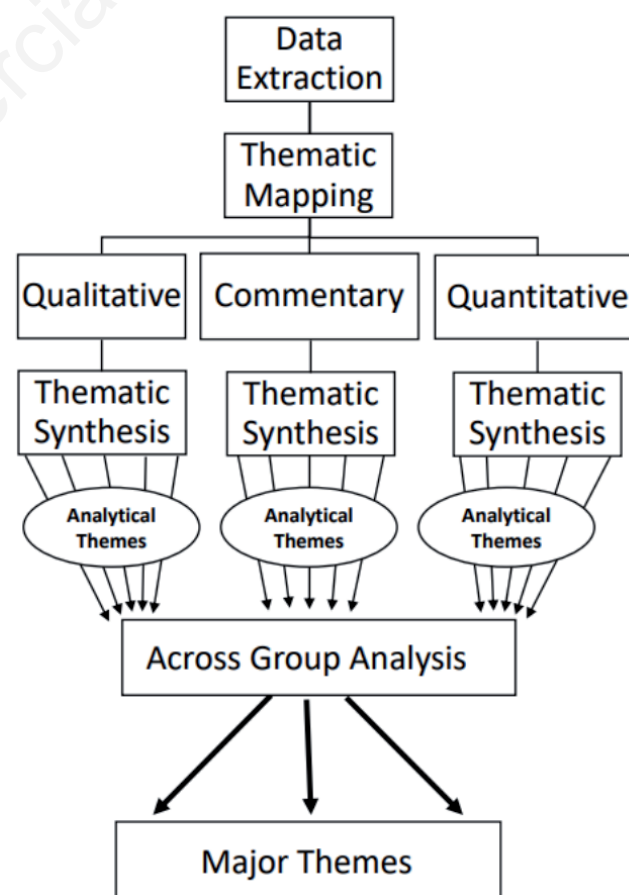 Data
Extraction
Thematic
Mapping
Qualitative
Commentary
Quantitative
Thematic
Synthesis
Thematic
Synthesis
Thematic
Synthesis
Analytical
Themes
Analytical
Themes
Analytical
Themes
Across Group Analysis
Major Themes